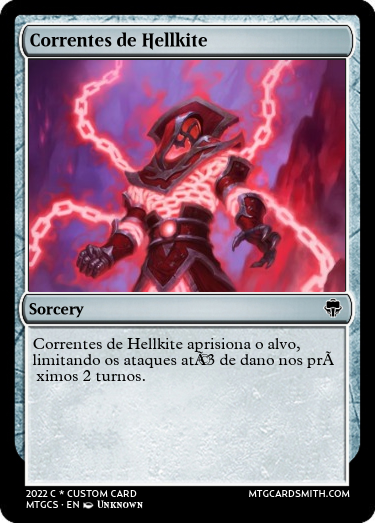 Correntes de Hellkite
Sorcery
Correntes de Hellkite aprisiona o alvo,
limitando os ataques atÃ3 de dano nos prÃ
ximos 2 turnos.
2022 C * CUSTOM CARD
MTGCARDSMITH.COM
MTGCS · EN UNKNOWN